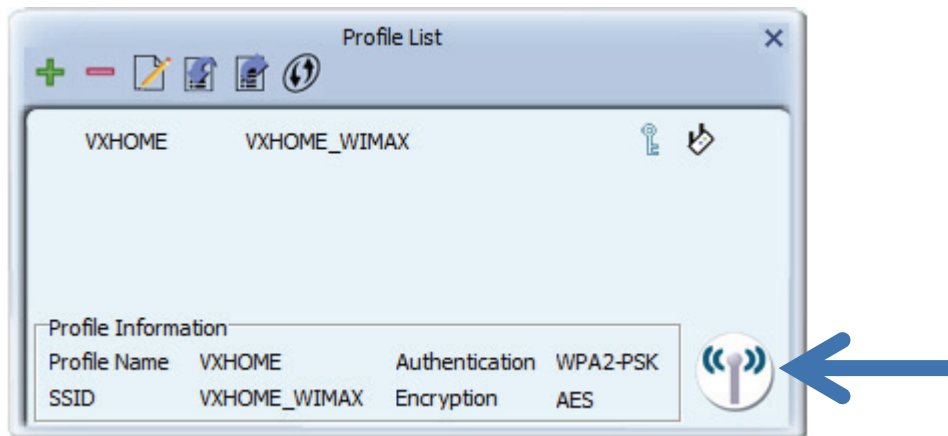 Profile List
VXHOME VXHOME_WIMAX
Profile Information
Profile Name VXHOME Authentication WPA2-PSK
SSID VXHOME_WIMAX Encryption AES